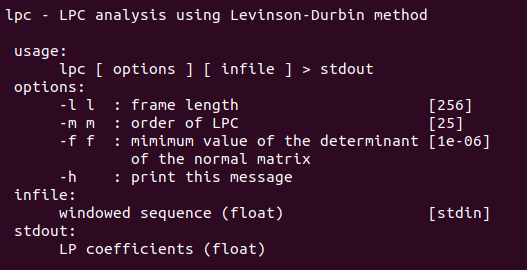 lpc - LPC analysis using Levinson-Durbin method
usage:
lpc [ options ] [ infile ] > stdout
options:
-l l : frame length [256]
-m m : order of LPC [25]
-f f : mimimum value of the determinant [1e-06]
of the normal matrix
-h : print this message
infile:
windowed sequence (float) [stdin]
stdout:
LP coefficients (float)